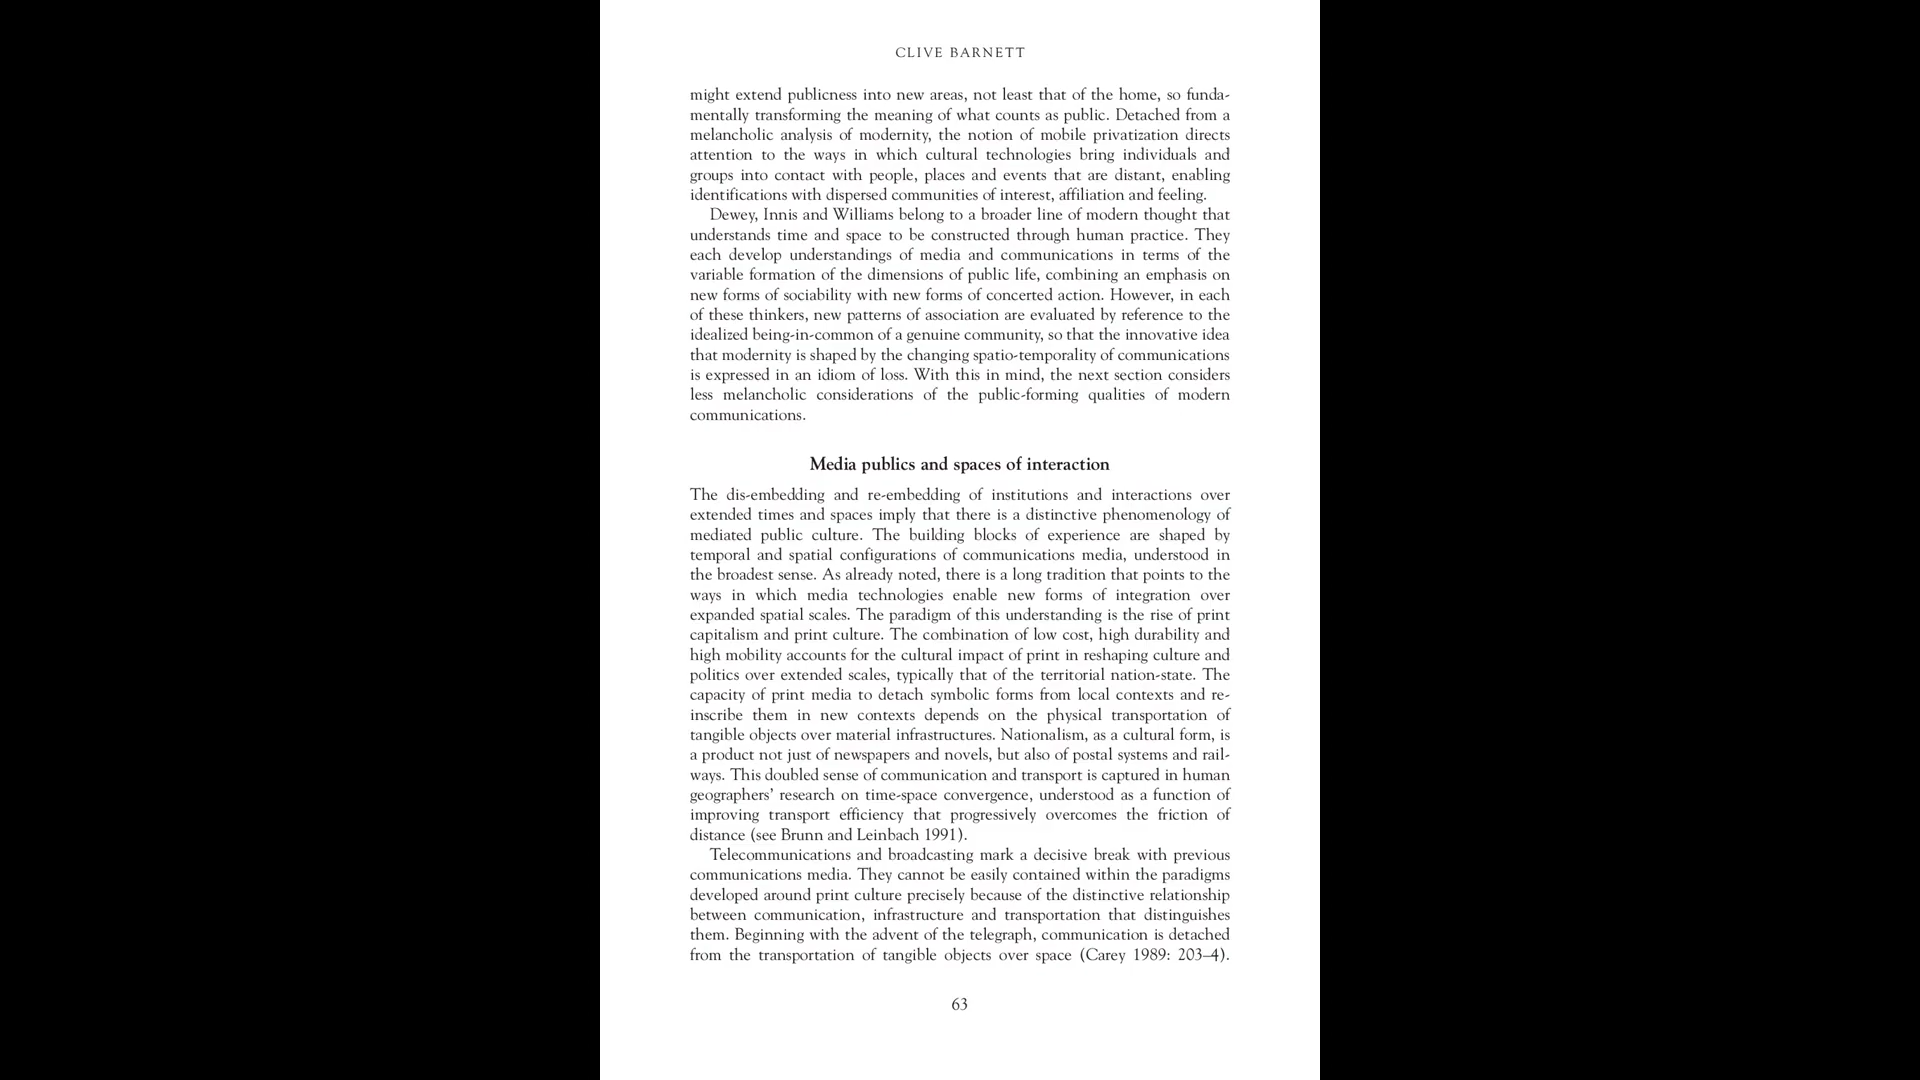 CLIVE BARNETT
might extend publicness into new areas, not least that of the home, so funda-
mentally transforming the meaning of what counts as public. Detached from a
melancholic analysis of modernity, the notion of mobile privatization directs
attention to the ways in which cultural technologies bring individuals and
groups into contact with people, places and events that are distant, enabling
identifications with dispersed communities of interest, affiliation and feeling.
Dewey, Innis and Williams belong to a broader line of modern thought that
understands time and space to be constructed through human practice. They
each develop understandings of media and communications in terms of the
variable formation of the dimensions of public life, combining an emphasis on
new forms of sociability with new forms of concerted action. However, in each
of these thinkers, new patterns of association are evaluated by reference to the
idealized being-in-common of a genuine community, so that the innovative idea
that modernity is shaped by the changing spatio-temporality of communications
is expressed in an idiom of loss. With this in mind, the next section considers
less melancholic considerations of the public-forming qualities of modern
communications.
Media publics and spaces of interaction
The dis-embedding and re-embedding of institutions and interactions over
extended times and spaces imply that there is a distinctive phenomenology of
mediated public culture. The building blocks of experience are shaped by
temporal and spatial configurations of communications media, understood in
the broadest sense. As already noted, there is a long tradition that points to the
ways in which media technologies enable new forms of integration over
expanded spatial scales. The paradigm of this understanding is the rise of print
capitalism and print culture. The combination of low cost, high durability and
high mobility accounts for the cultural impact of print in reshaping culture and
politics over extended scales, typically that of the territorial nation-state. The
capacity of print media to detach symbolic forms from local contexts and re-
inscribe them in new contexts depends on the physical transportation of
tangible objects over material infrastructures. Nationalism, as a cultural form, is
a product not just of newspapers and novels, but also of postal systems and rail-
ways. This doubled sense of communication and transport is captured in human
geographers' research on time-space convergence, understood as a function of
improving transport efficiency that progressively overcomes the friction of
distance (see Brunn and Leinbach 1991).
Telecommunications and broadcasting mark a decisive break with previous
communications media. They cannot be easily contained within the paradigms
developed around print culture precisely because of the distinctive relationship
between communication, infrastructure and transportation that distinguishes
them. Beginning with the advent of the telegraph, communication is detached
from the transportation of tangible objects over space (Carey 1989: 203–4).
63